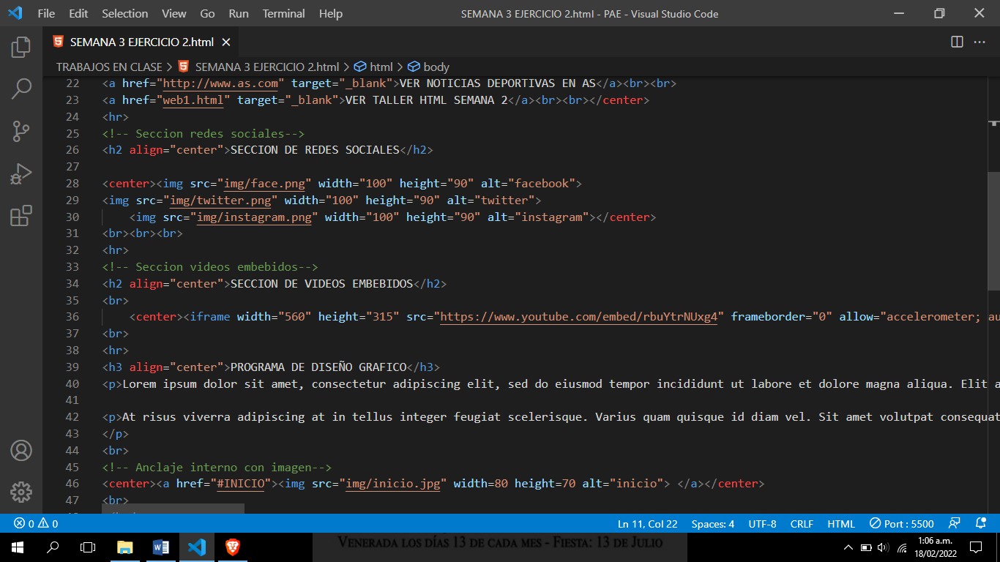 File Edit Selection View Go Run Terminal Help SEMANA 3 EJERCICIO 2.html - PAE - Visual Studio Code
SEMANA 3 EJERCICIO 2.html
TRABAJOS EN CLASE > SEMANA 3 EJERCICIO 2.html > html > body
22 <a href="http://www.as.com" target="_blank">VER NOTICIAS DEPORTIVAS EN AS</a><br><br>
23 <a href="web1.html" target="_blank">VER TALLER HTML SEMANA 2</a><br><br></center>
24 <hr>
25 <!-- Seccion redes sociales-->
26 <h2 align="center">SECCION DE REDES SOCIALES</h2>
27
28 <center><img src="img/face.png" width="100" height="90" alt="facebook">
29 <img src="img/twitter.png" width="100" height="90" alt="twitter">
30 <img src="img/instagram.png" width="100" height="90" alt="instagram"></center>
31 <br><br><br>
32 <hr>
33 <!-- Seccion videos embebidos-->
34 <h2 align="center">SECCION DE VIDEOS EMBEBIDOS</h2>
35 <br>
36 <center><iframe width="560" height="315" src="https://www.youtube.com/embed/rbuYtrNUxg4" frameborder="0" allow="accelerometer; au
37 <br>
38 <hr>
39 <h3 align="center">PROGRAMA DE DISEÑO GRAFICO</h3>
40 <p>Lorem ipsum dolor sit amet, consectetur adipiscing elit, sed do eiusmod tempor incididunt ut labore et dolore magna aliqua. Elit a
41
42 <p>At risus viverra adipiscing at in tellus integer feugiat scelerisque. Varius quam quisque id diam vel. Sit amet volutpat consequat
43 </p>
44 <br>
45 <!-- Anclaje interno con imagen-->
46 <center><a href="#INICIO"><img src="img/inicio.jpg" width=80 height=70 alt="inicio"> </a></center>
47 <br>
0 0 Ln 11, Col 22 Spaces: 4 UTF-8 CRLF HTML Port : 5500
VENERADA LOS DÍAS 13 DE CADA MES - FIESTA: 13 DE JULIO
1:06 a.m.
18/02/2022